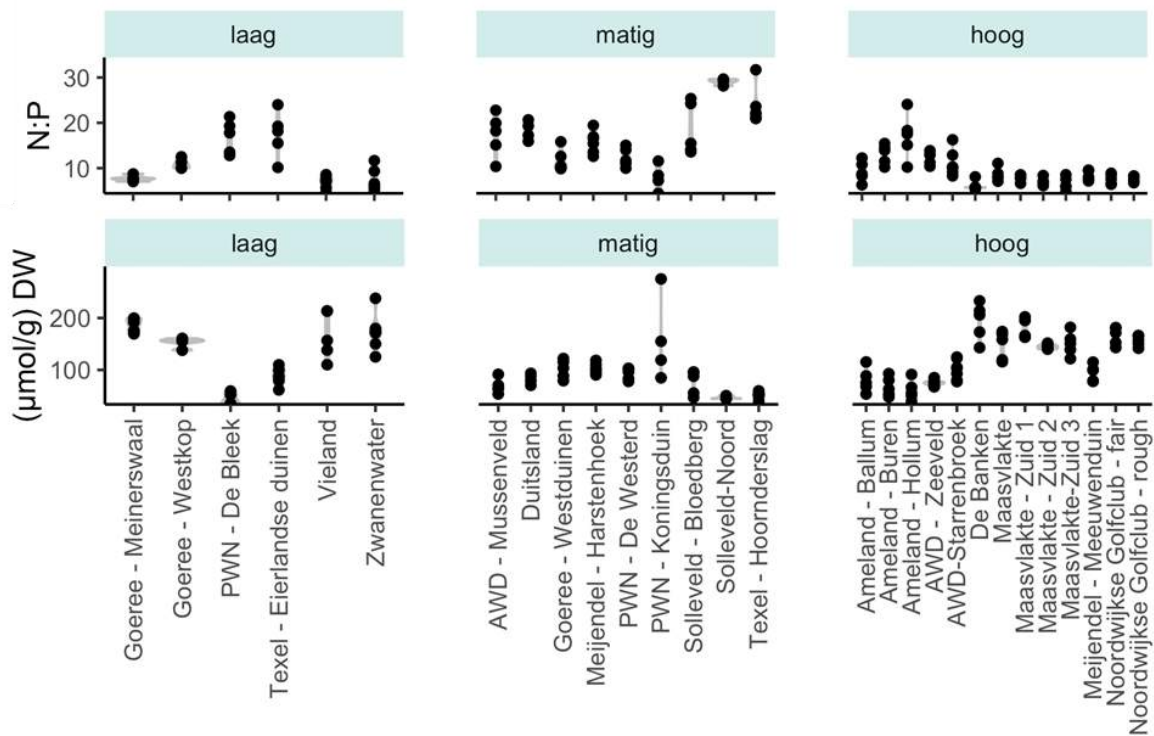 laag
matig
hoog
N:P
30
20
10
laag
matig
hoog
(µmol/g) DW
200
100
Goeree - Meinerswaal
Goeree - Westkop
PWN - De Bleek
Texel - Eierlandse duinen
Vieland
Zwanenwater
AWD - Mussenveld
Duitsland
Goeree - Westduinen
Meijendel - Harstenhoek
PWN - De Westerd
PWN - Koningsduin
Solleveld - Bloedberg
Solleveld-Noord
Texel - Hoornderslag
Ameland - Ballum
Ameland - Buren
Ameland - Hollum
AWD - Zeeveld
AWD-Starrenbroek
De Banken
Maasvlakte
Maasvlakte - Zuid 1
Maasvlakte - Zuid 2
Maasvlakte-Zuid 3
Meijendel - Meeuwenduin
Noordwijkse Golfclub - fair
Noordwijkse Golfclub - rough